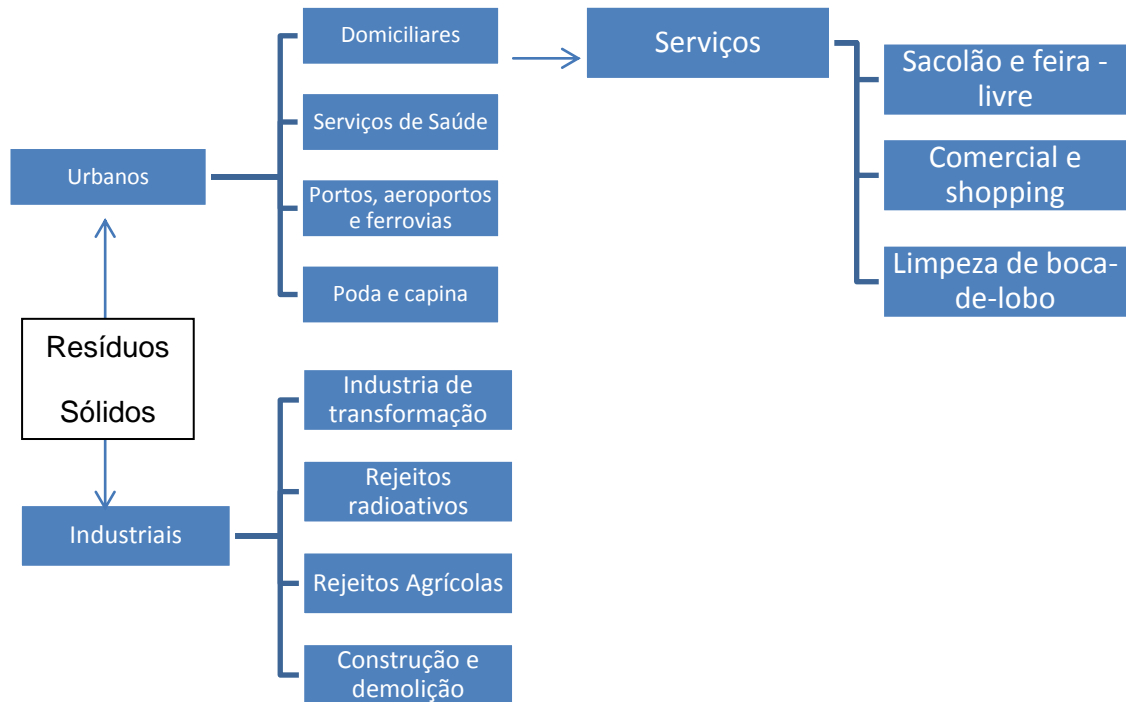 Domiciliares
Serviços
Sacolão e feira -
livre
Serviços de Saúde
Comercial e
shopping
Urbanos
Portos, aeroportos
e ferrovias
Limpeza de boca-
de-lobo
Poda e capina
Resíduos
Sólidos
Industria de
transformação
Rejeitos
radioativos
Industriais
Rejeitos Agrícolas
Construção e
demolição